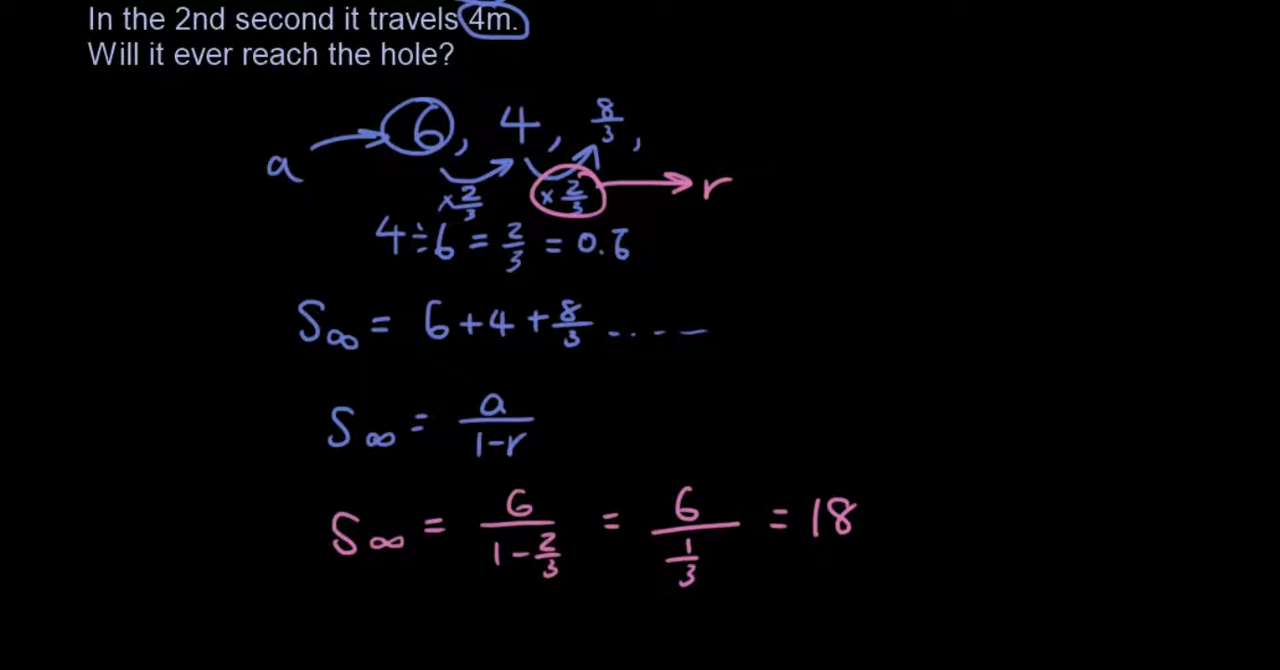 In the 2nd second it travels 4m.
Will it ever reach the hole?
6, 4, 8/3,
a
r
×2/3 ×2/3
4÷6 = 2/3 = 0.6
S∞ = 6+4+8/3 .....
S∞ = a/1-r
S∞ = 6/1-2/3 = 6/1/3 = 18